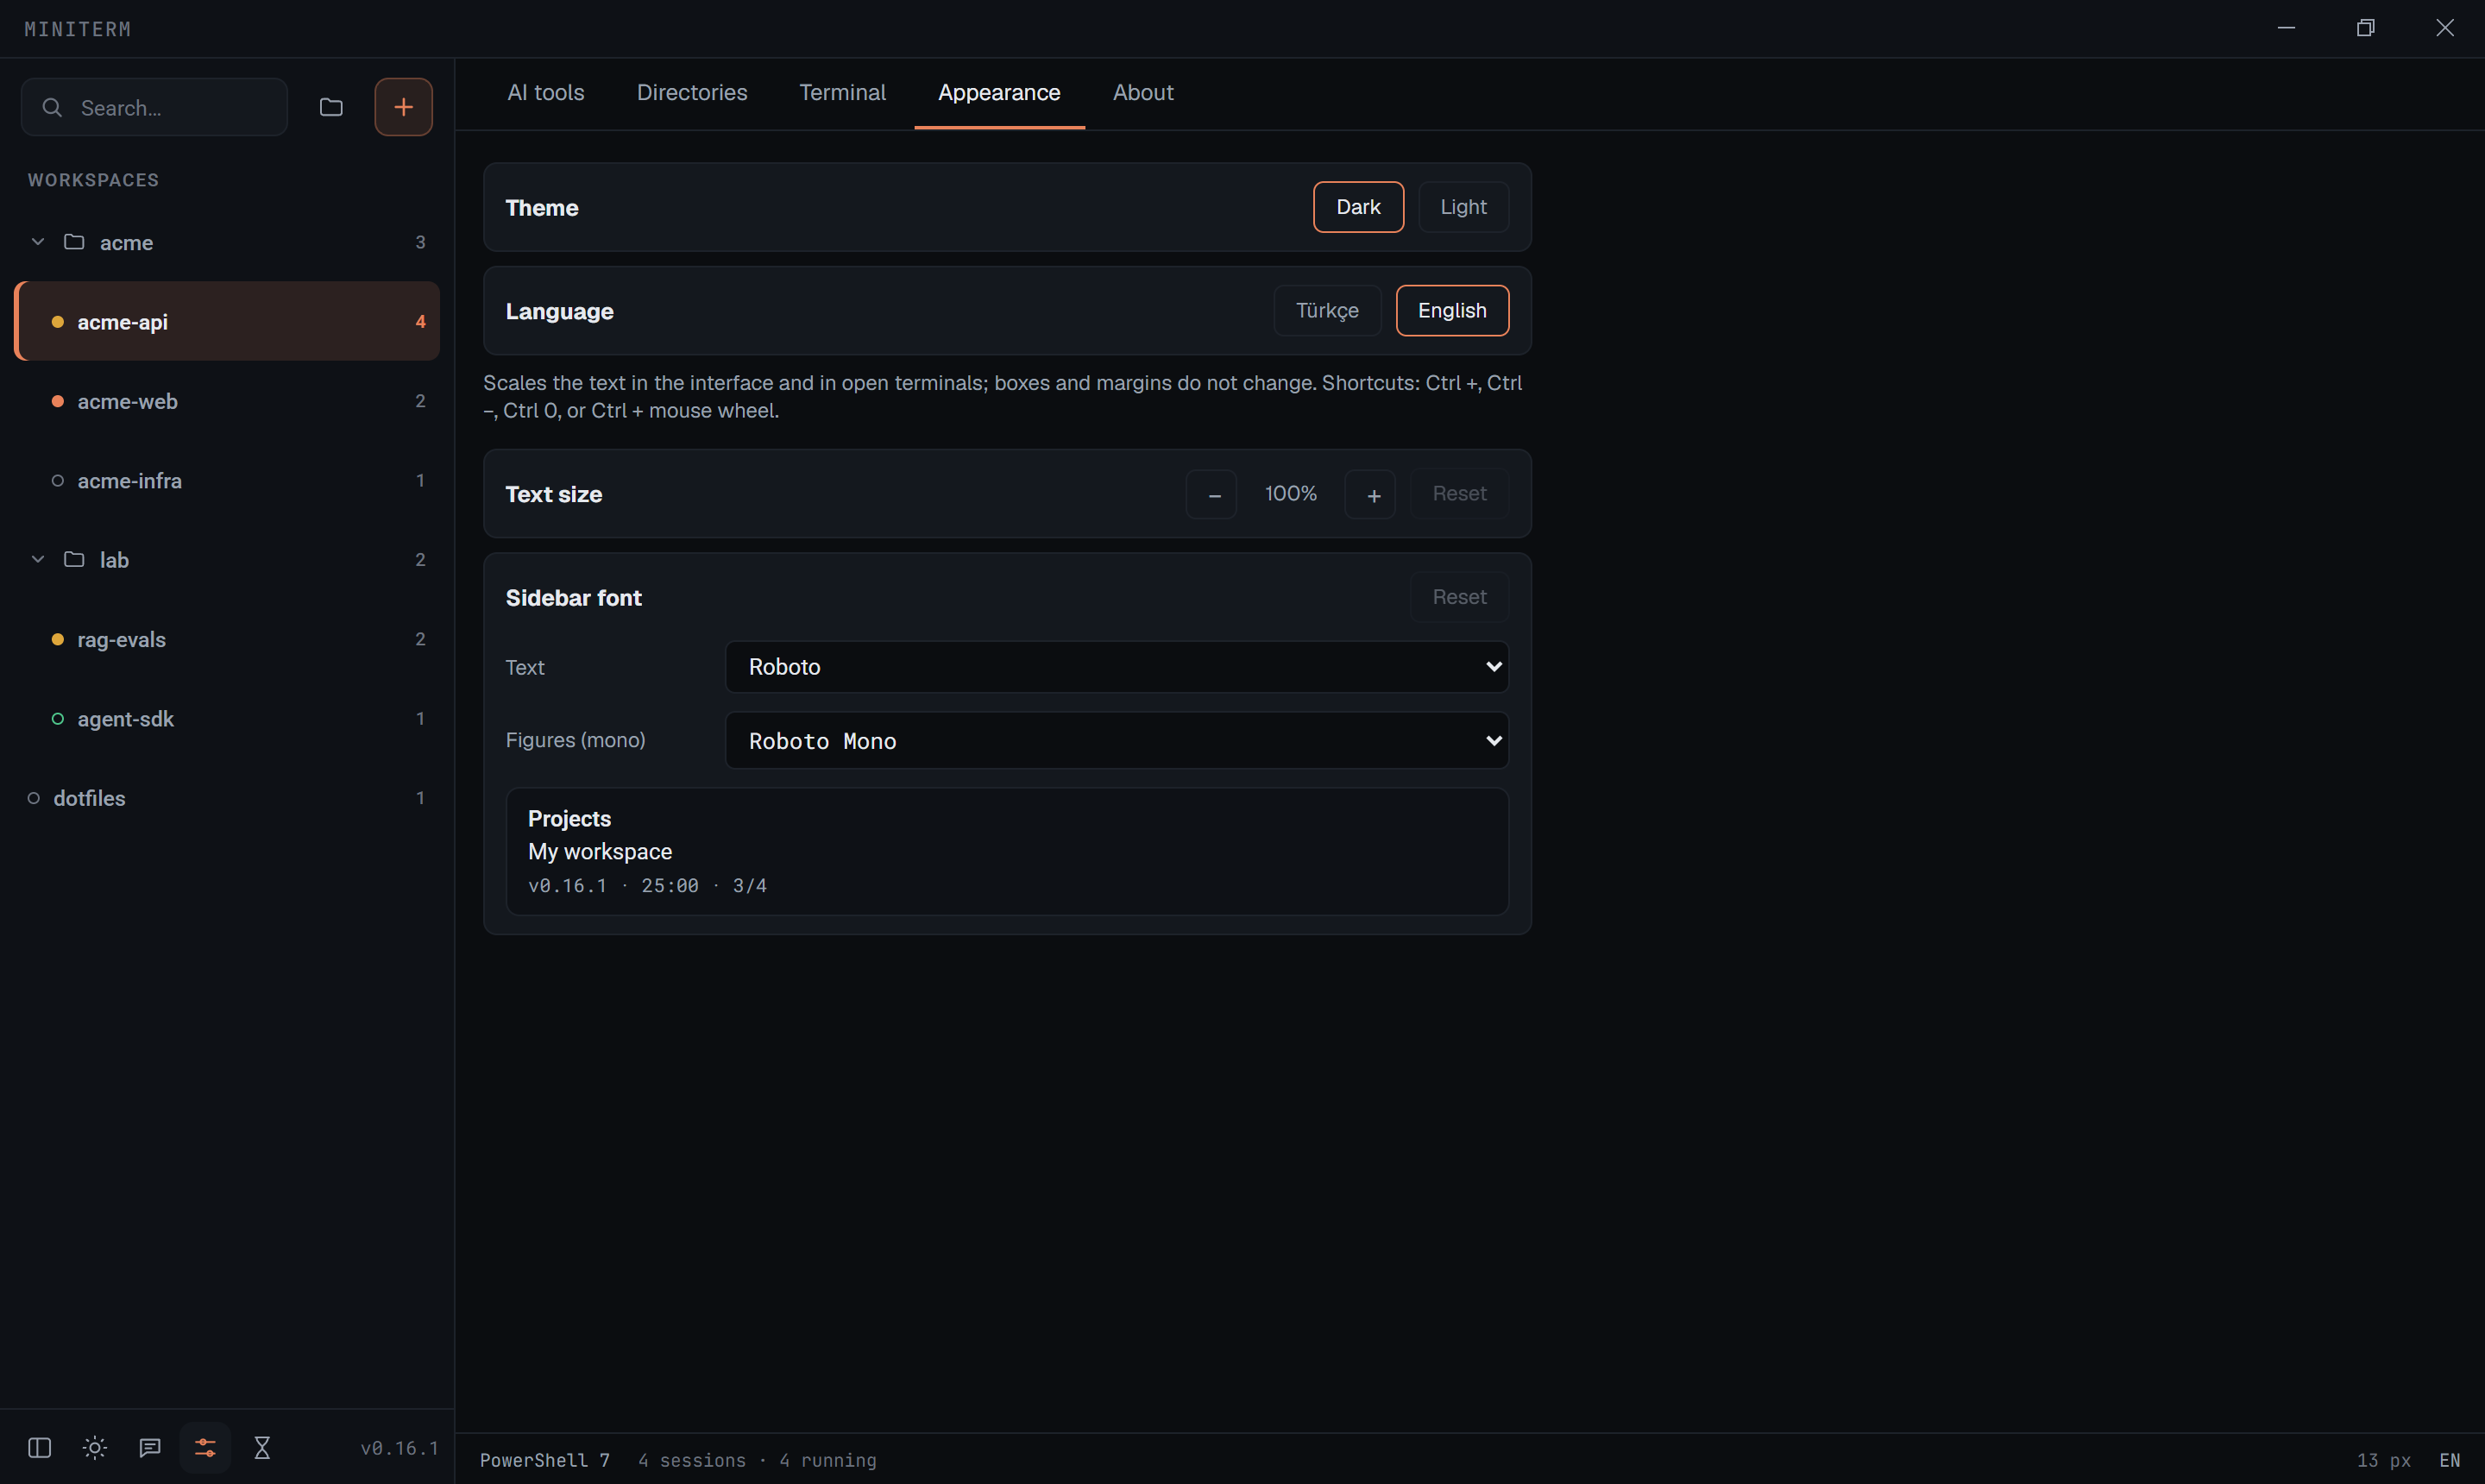 MINITERM
Search...
WORKSPACES
acme 3
acme-api 4
acme-web 2
acme-infra 1
lab 2
rag-evals 2
agent-sdk 1
dotfiles 1
v0.16.1
AI tools Directories Terminal Appearance About
Theme Dark Light
Language Türkçe English
Scales the text in the interface and in open terminals; boxes and margins do not change. Shortcuts: Ctrl +, Ctrl
−, Ctrl 0, or Ctrl + mouse wheel.
Text size − 100% + Reset
Sidebar font Reset
Text Roboto
Figures (mono) Roboto Mono
Projects
My workspace
v0.16.1 · 25:00 · 3/4
PowerShell 7 4 sessions · 4 running 13 px EN